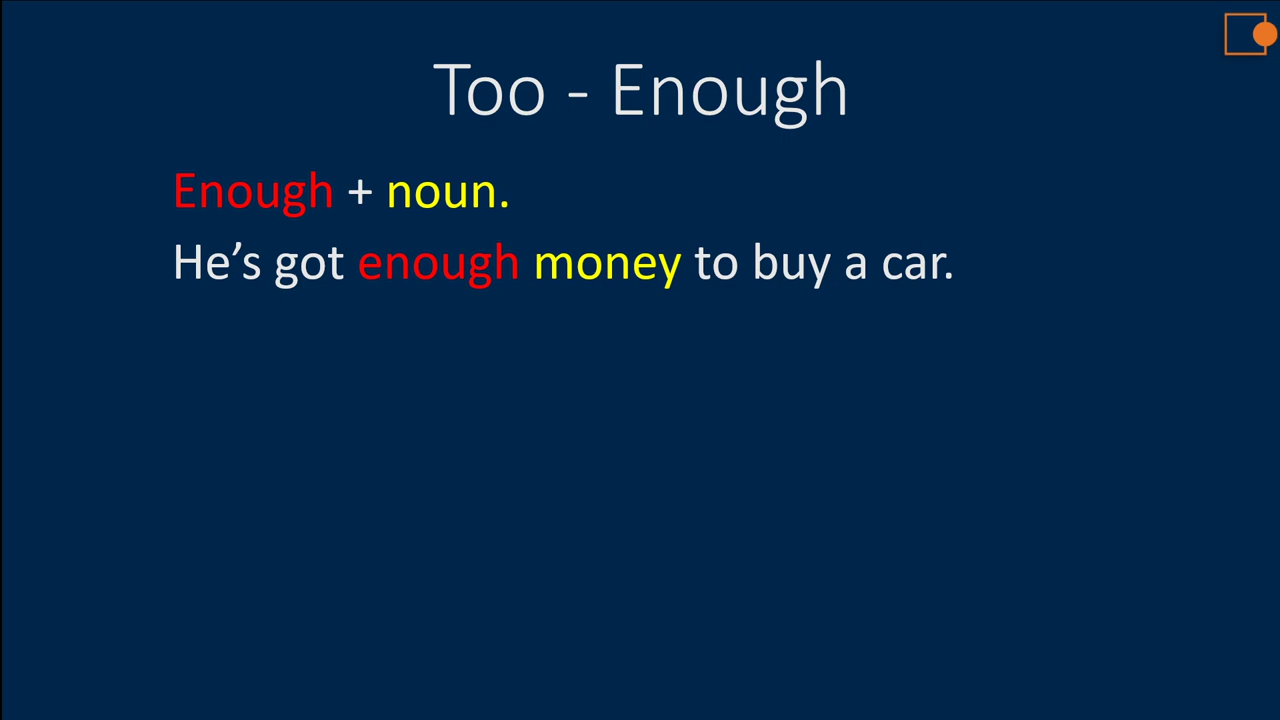 Too - Enough
Enough + noun.
He’s got enough money to buy a car.